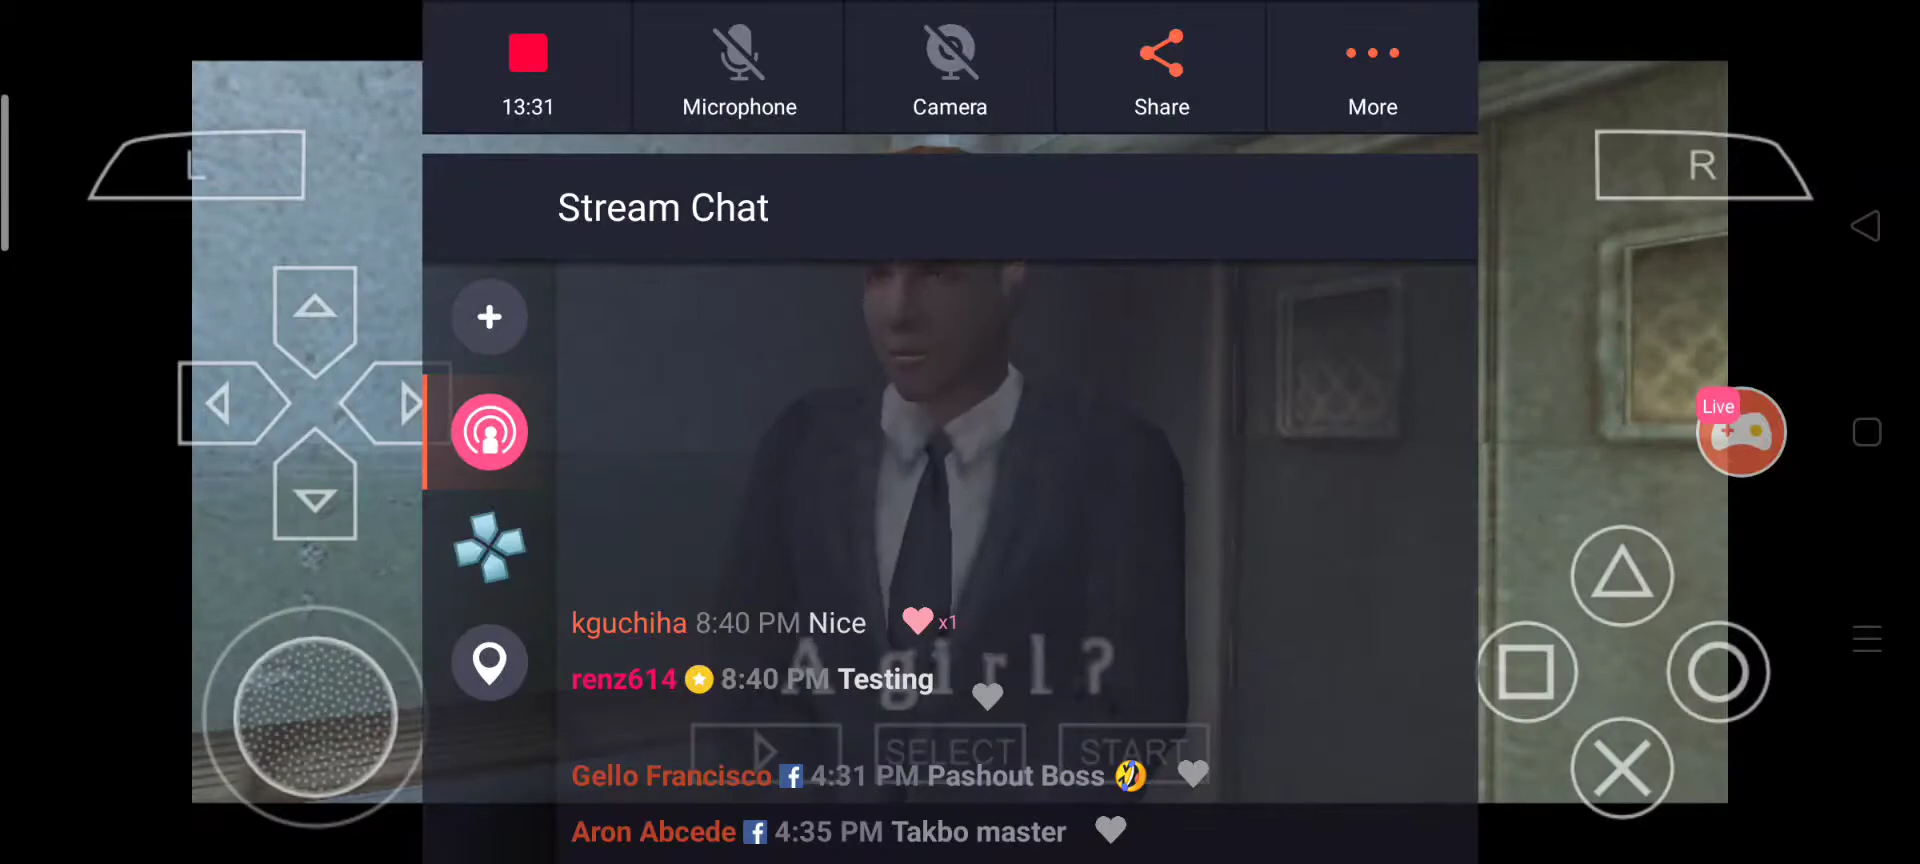 13:31
Microphone
Camera
Share
More
L
R
Stream Chat
Live
kguchiha 8:40 PM Nice x1
renz614 8:40 PM Testing
A girl?
SELECT
START
Gello Francisco 4:31 PM Pashout Boss 🤣
Aron Abcede 4:35 PM Takbo master